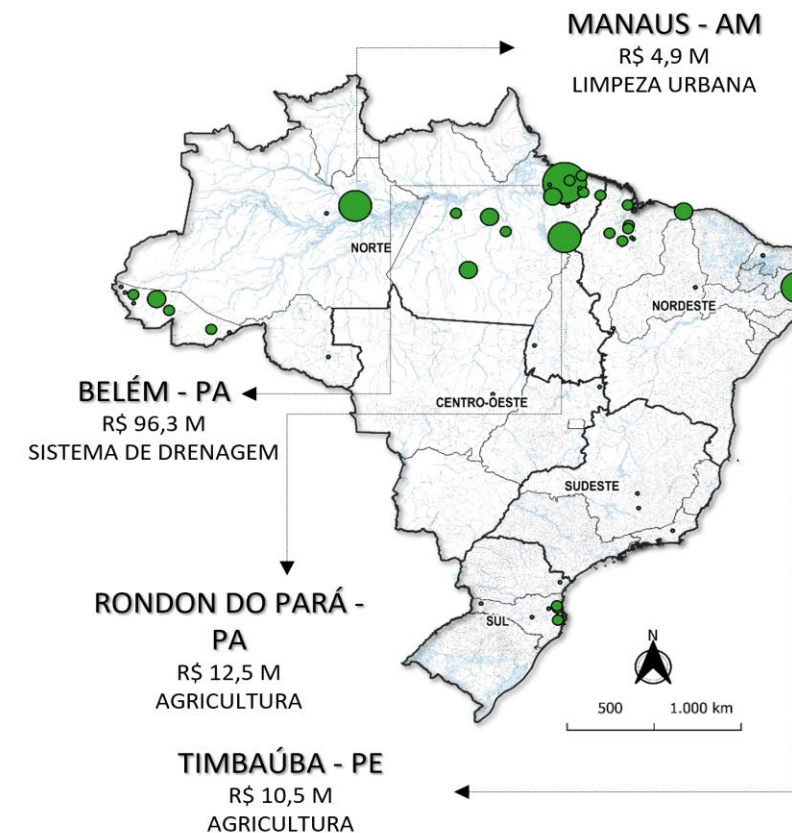 MANAUS - AM
R$ 4,9 M
LIMPEZA URBANA
NORTE
NORDESTE
BELÉM - PA
R$ 96,3 M
SISTEMA DE DRENAGEM
CENTRO-OESTE
SUDESTE
RONDON DO PARÁ -
PA
R$ 12,5 M
AGRICULTURA
SUL
N
500 1.000 km
TIMBAÚBA - PE
R$ 10,5 M
AGRICULTURA